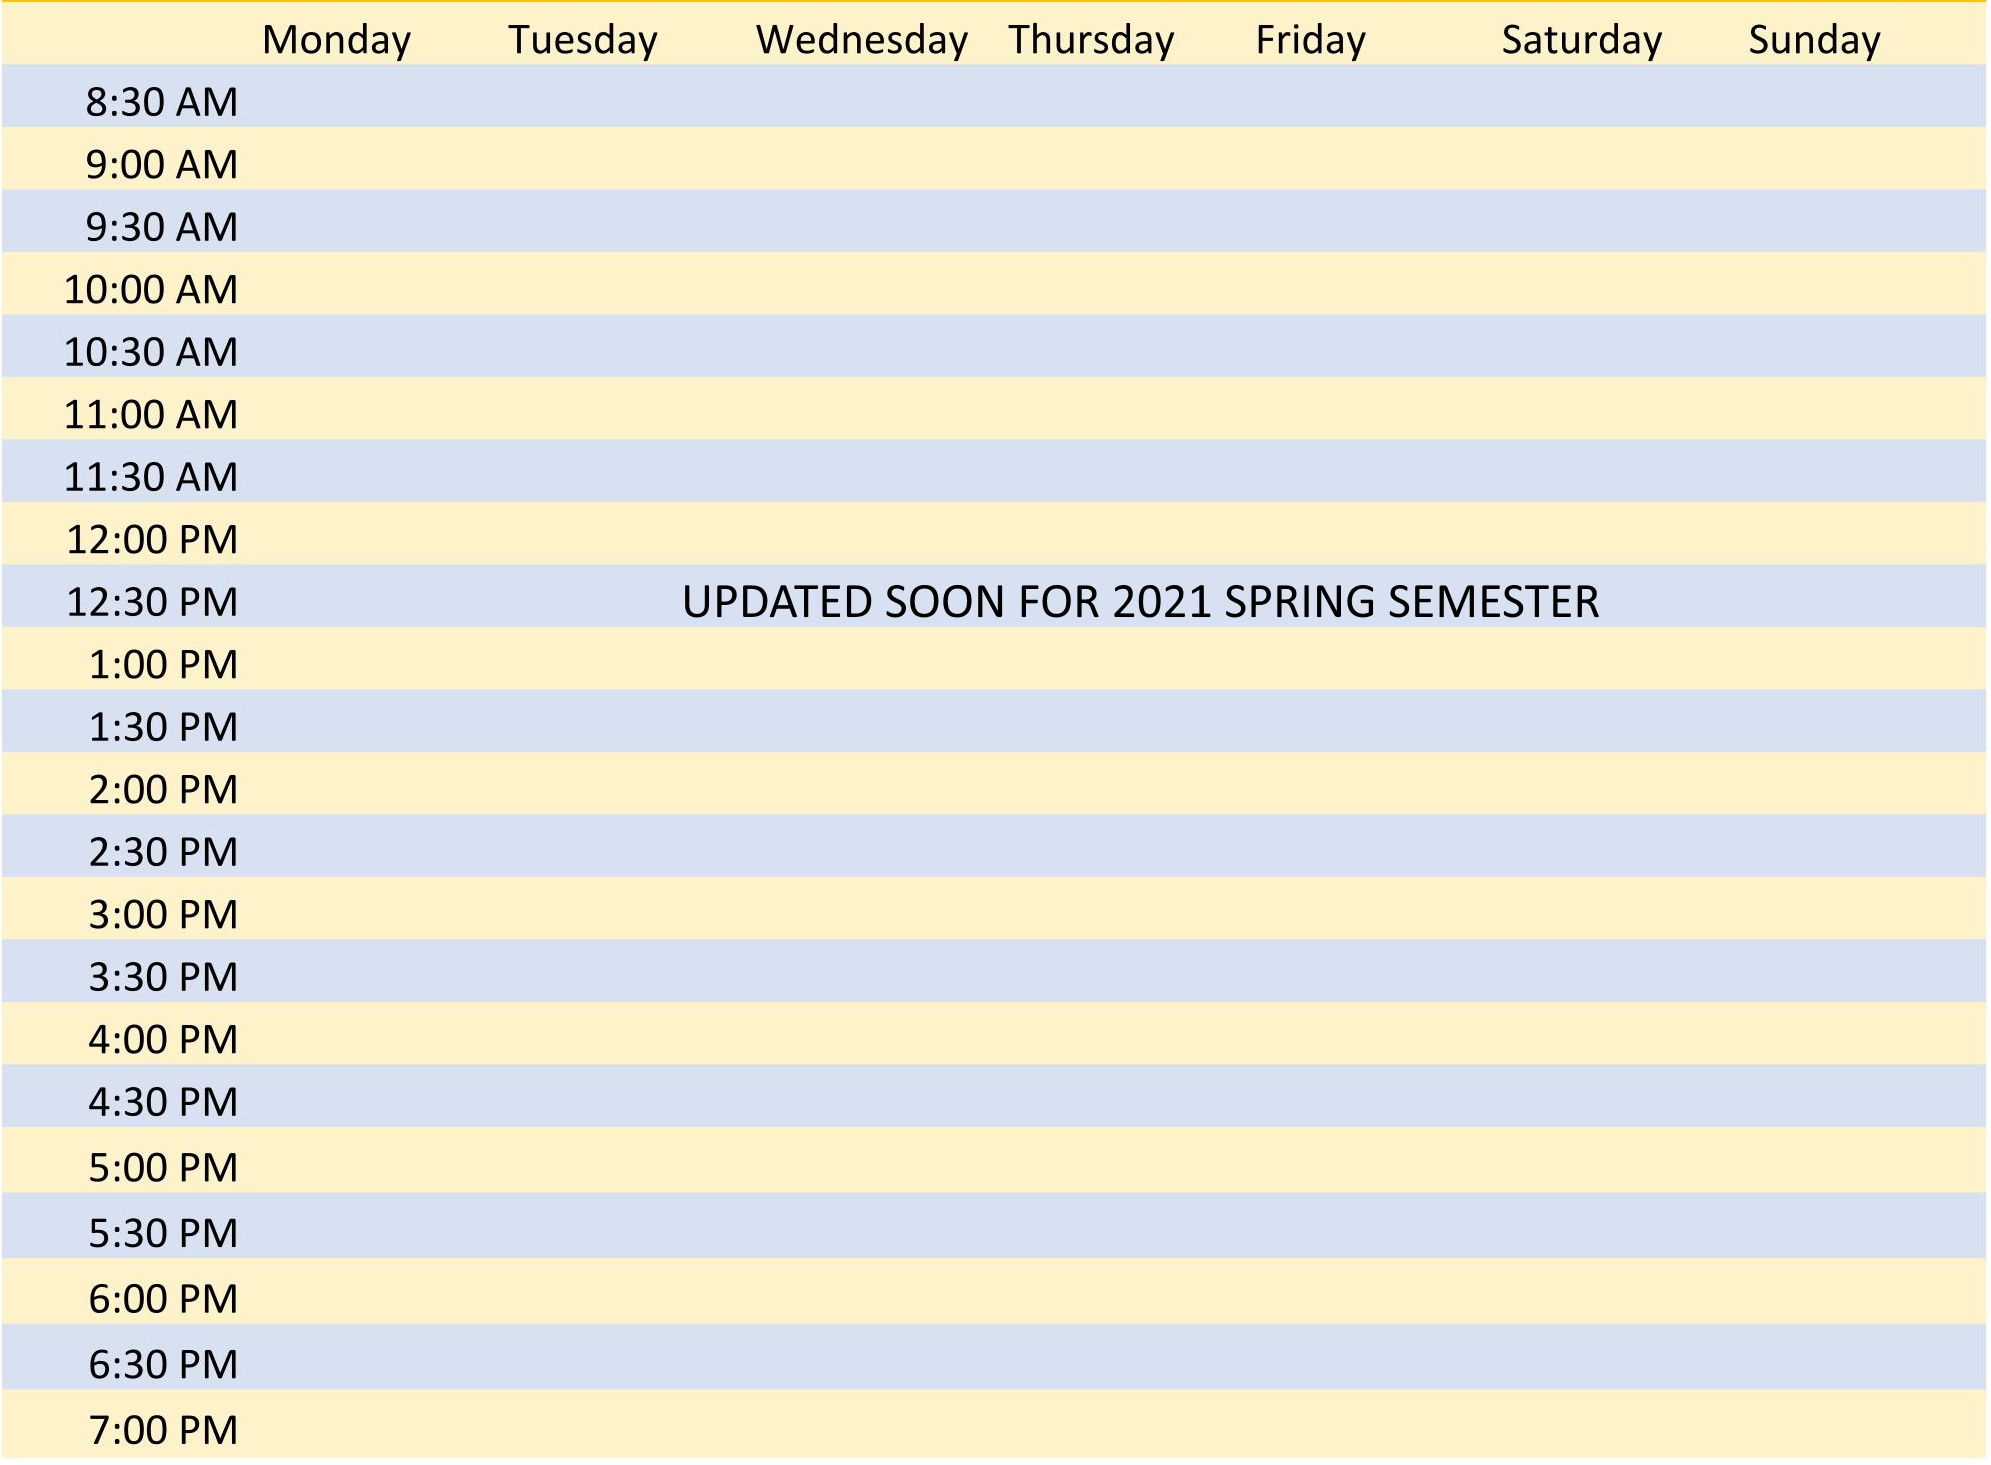 Monday Tuesday Wednesday Thursday Friday Saturday Sunday
8:30 AM
9:00 AM
9:30 AM
10:00 AM
10:30 AM
11:00 AM
11:30 AM
12:00 PM
12:30 PM UPDATED SOON FOR 2021 SPRING SEMESTER
1:00 PM
1:30 PM
2:00 PM
2:30 PM
3:00 PM
3:30 PM
4:00 PM
4:30 PM
5:00 PM
5:30 PM
6:00 PM
6:30 PM
7:00 PM